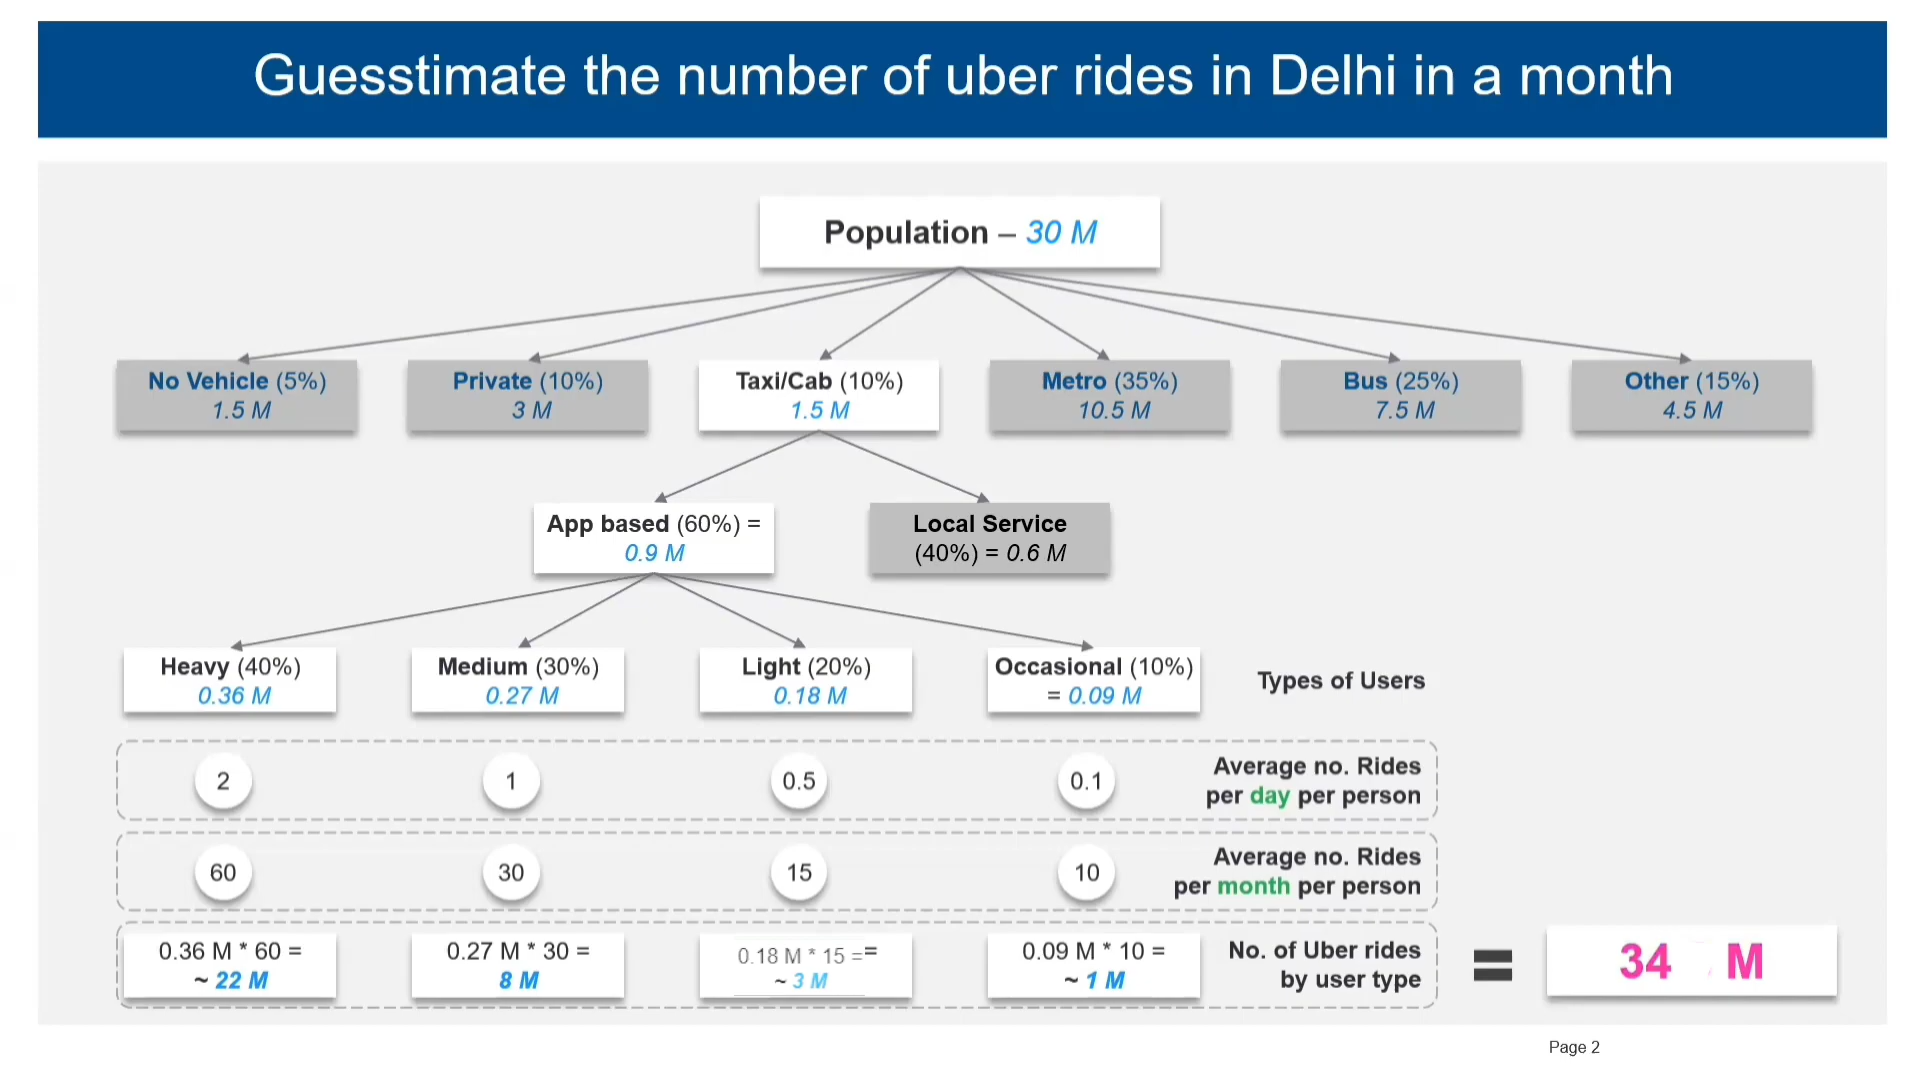 Guesstimate the number of uber rides in Delhi in a month
Population – 30 M
No Vehicle (5%)
1.5 M
Private (10%)
3 M
Taxi/Cab (10%)
1.5 M
Metro (35%)
10.5 M
Bus (25%)
7.5 M
Other (15%)
4.5 M
App based (60%) =
0.9 M
Local Service
(40%) = 0.6 M
Heavy (40%)
0.36 M
Medium (30%)
0.27 M
Light (20%)
0.18 M
Occasional (10%)
= 0.09 M
Types of Users
2
1
0.5
0.1
Average no. Rides
per day per person
60
30
15
10
Average no. Rides
per month per person
0.36 M * 60 =
~ 22 M
0.27 M * 30 =
8 M
0.18 M * 15 ==
~ 3 M
0.09 M * 10 =
~ 1 M
No. of Uber rides
by user type
=
34 M
Page 2